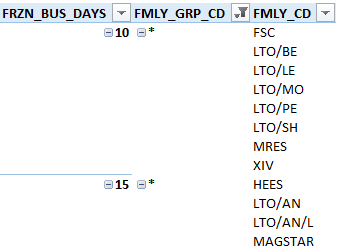 FRZN_BUS_DAYS FMLY_GRP_CD FMLY_CD
10 * FSC
LTO/BE
LTO/LE
LTO/MO
LTO/PE
LTO/SH
MRES
XIV
15 * HEES
LTO/AN
LTO/AN/L
MAGSTAR